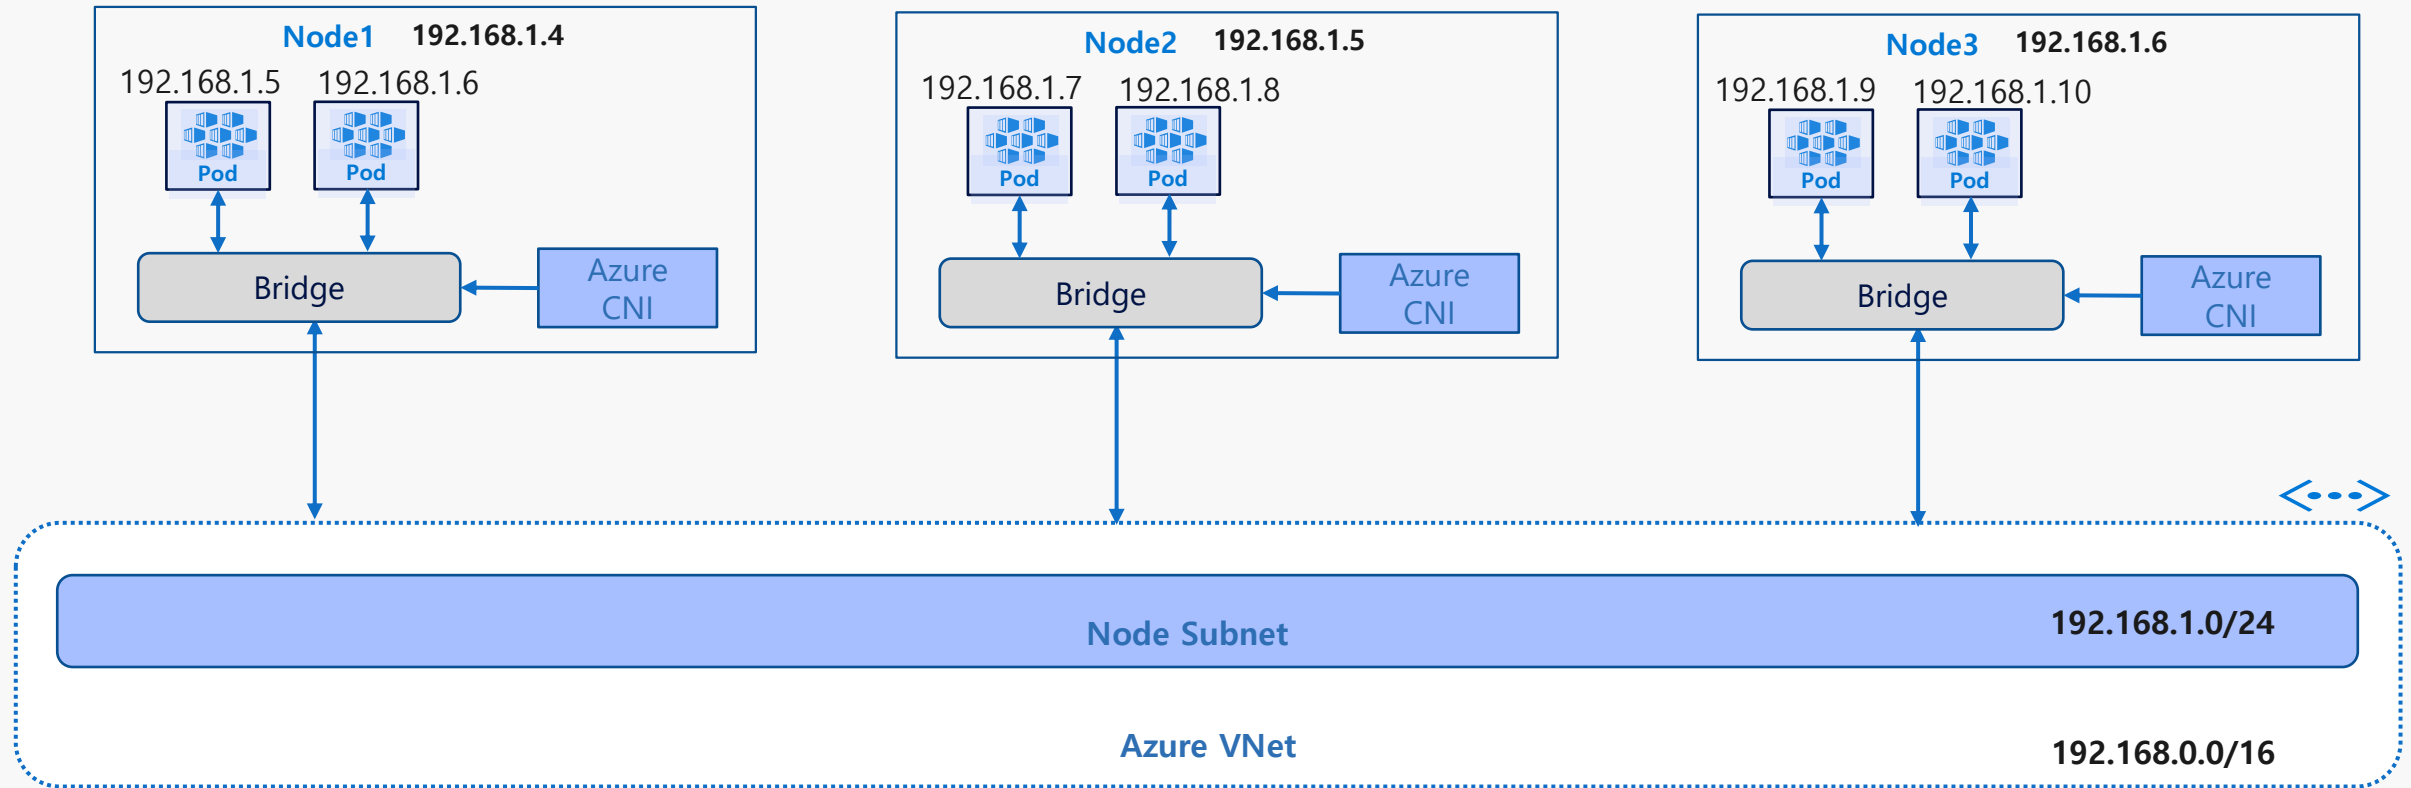 Node1 192.168.1.4
192.168.1.5 192.168.1.6
Pod Pod
Bridge
Azure
CNI
Node2 192.168.1.5
192.168.1.7 192.168.1.8
Pod Pod
Bridge
Azure
CNI
Node3 192.168.1.6
192.168.1.9 192.168.1.10
Pod Pod
Bridge
Azure
CNI
Node Subnet 192.168.1.0/24
Azure VNet 192.168.0.0/16